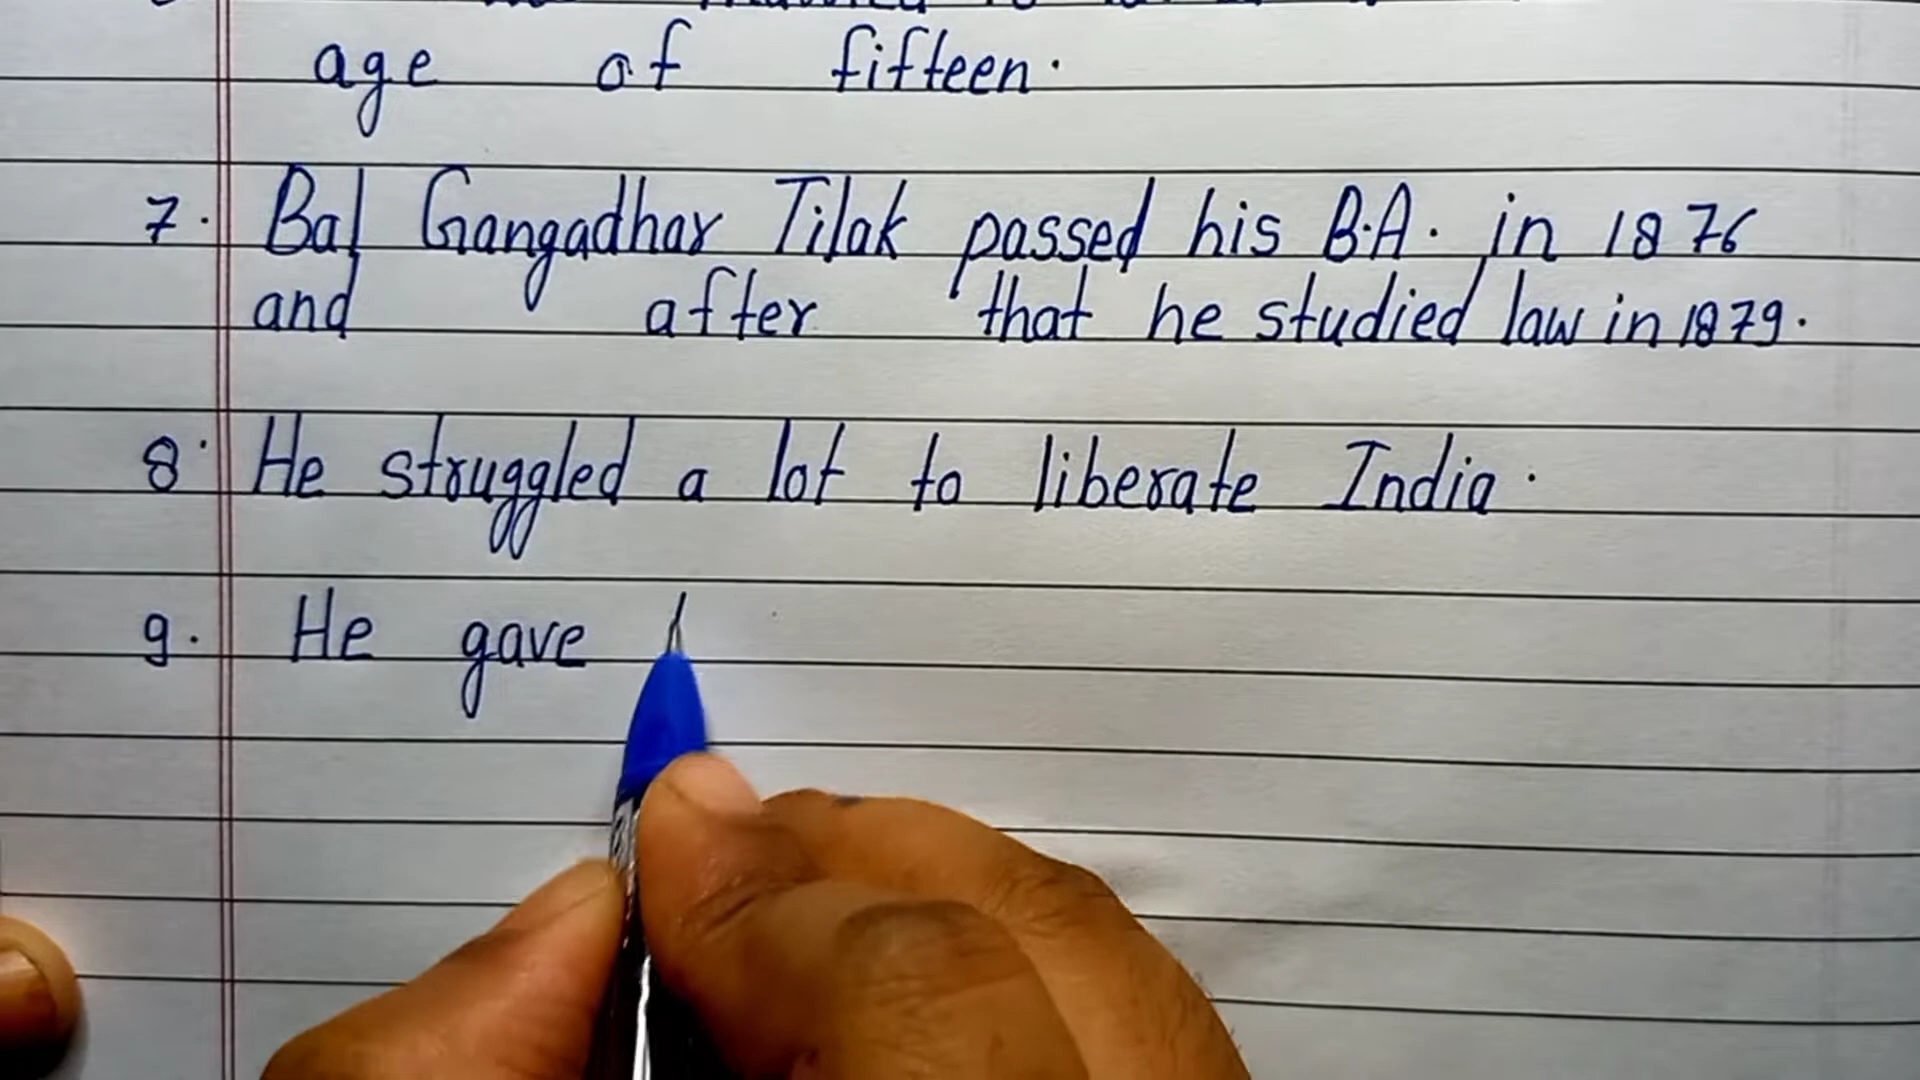 age of fifteen.
7. Bal Gangadhar Tilak passed his B.A. in 1876
and after that he studied law in 1879.
8. He struggled a lot to liberate India.
9. He gave